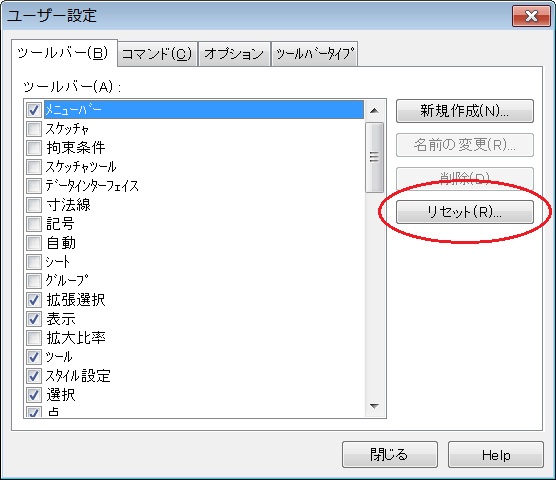 ユーザー設定
ツールバー(B)
コマンド(C)
オプション
ﾂｰﾙﾊﾞｰﾀｲﾌﾟ
ツールバー(A) :
ﾒﾆｭｰﾊﾞｰ
ｽｹｯﾁｬ
拘束条件
ｽｹｯﾁｬﾂｰﾙ
ﾃﾞｰﾀｲﾝﾀｰﾌｪｲｽ
寸法線
記号
自動
ｼｰﾄ
ｸﾞﾙｰﾌﾟ
拡張選択
表示
拡大比率
ﾂｰﾙ
ｽﾀｲﾙ設定
選択
点
新規作成(N)...
名前の変更(R)...
削除(D)
リセット(R)...
閉じる
Help